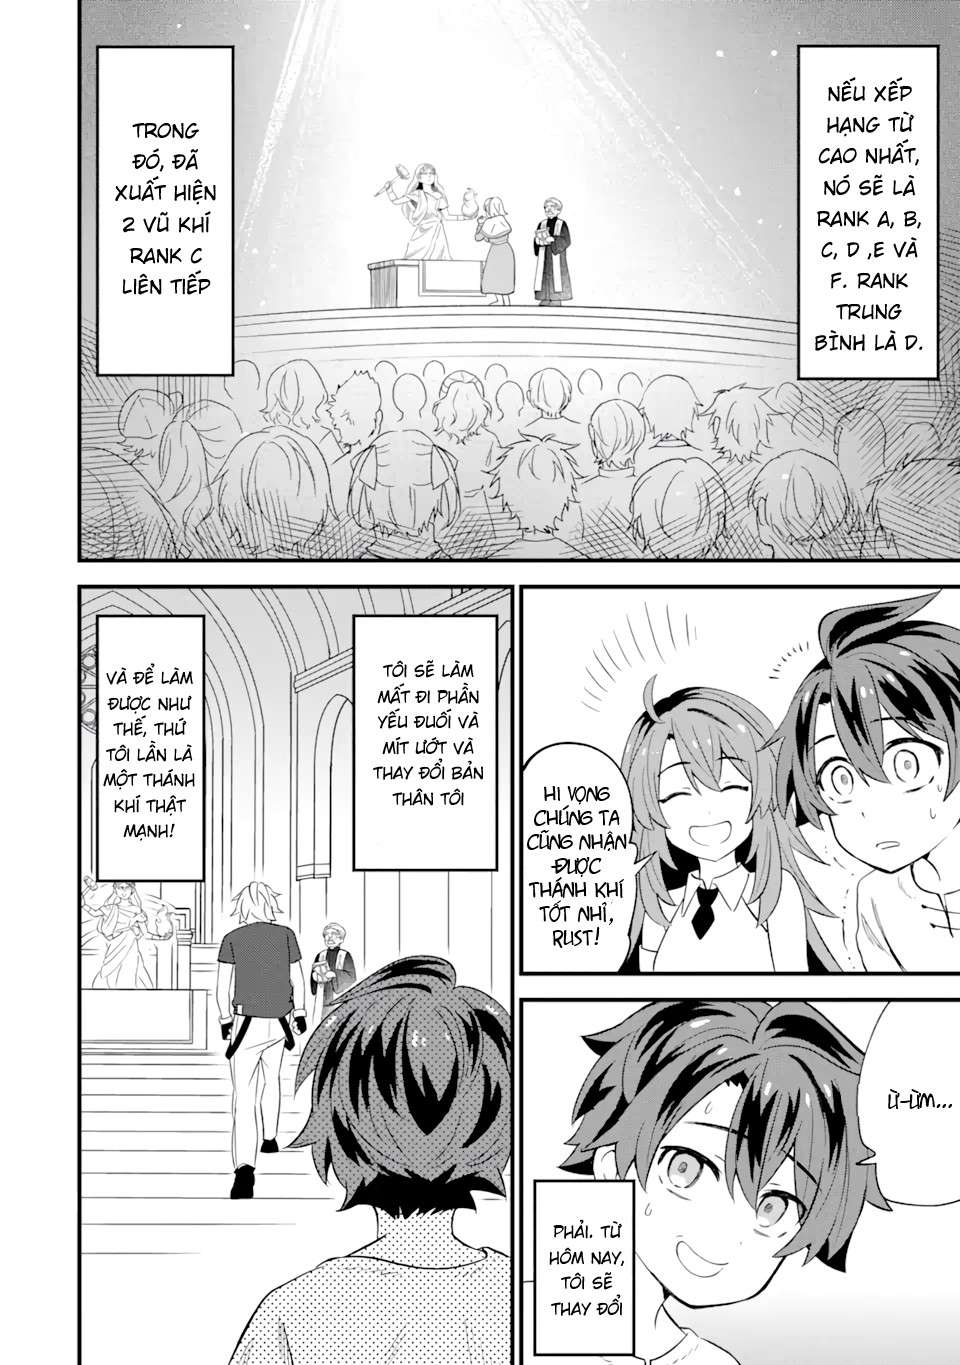 NẾU XẾP
HẠNG TỪ
CAO NHẤT,
NÓ SẼ LÀ
RANK A, B,
C, D ,E VÀ
F. RANK
TRUNG
BÌNH LÀ D.
TRONG
ĐÓ, ĐÃ
XUẤT HIỆN
2 VŨ KHÍ
RANK C
LIÊN TIẾP
HI VỌNG
CHÚNG TA
CŨNG NHẬN
ĐƯỢC
THÁNH KHÍ
TỐT NHỈ,
RUST!
Ừ-ỪM...
PHẢI. TỪ
HÔM NAY,
TÔI SẼ
THAY ĐỔI
TÔI SẼ LÀM
MẤT ĐI PHẦN
YẾU ĐUỐI VÀ
MÍT ƯỚT VÀ
THAY ĐỔI BẢN
THÂN TÔI
VÀ ĐỂ LÀM
ĐƯỢC NHƯ
THẾ, THỨ
TÔI LẦN LÀ
MỘT THÁNH
KHÍ THẬT
MẠNH!